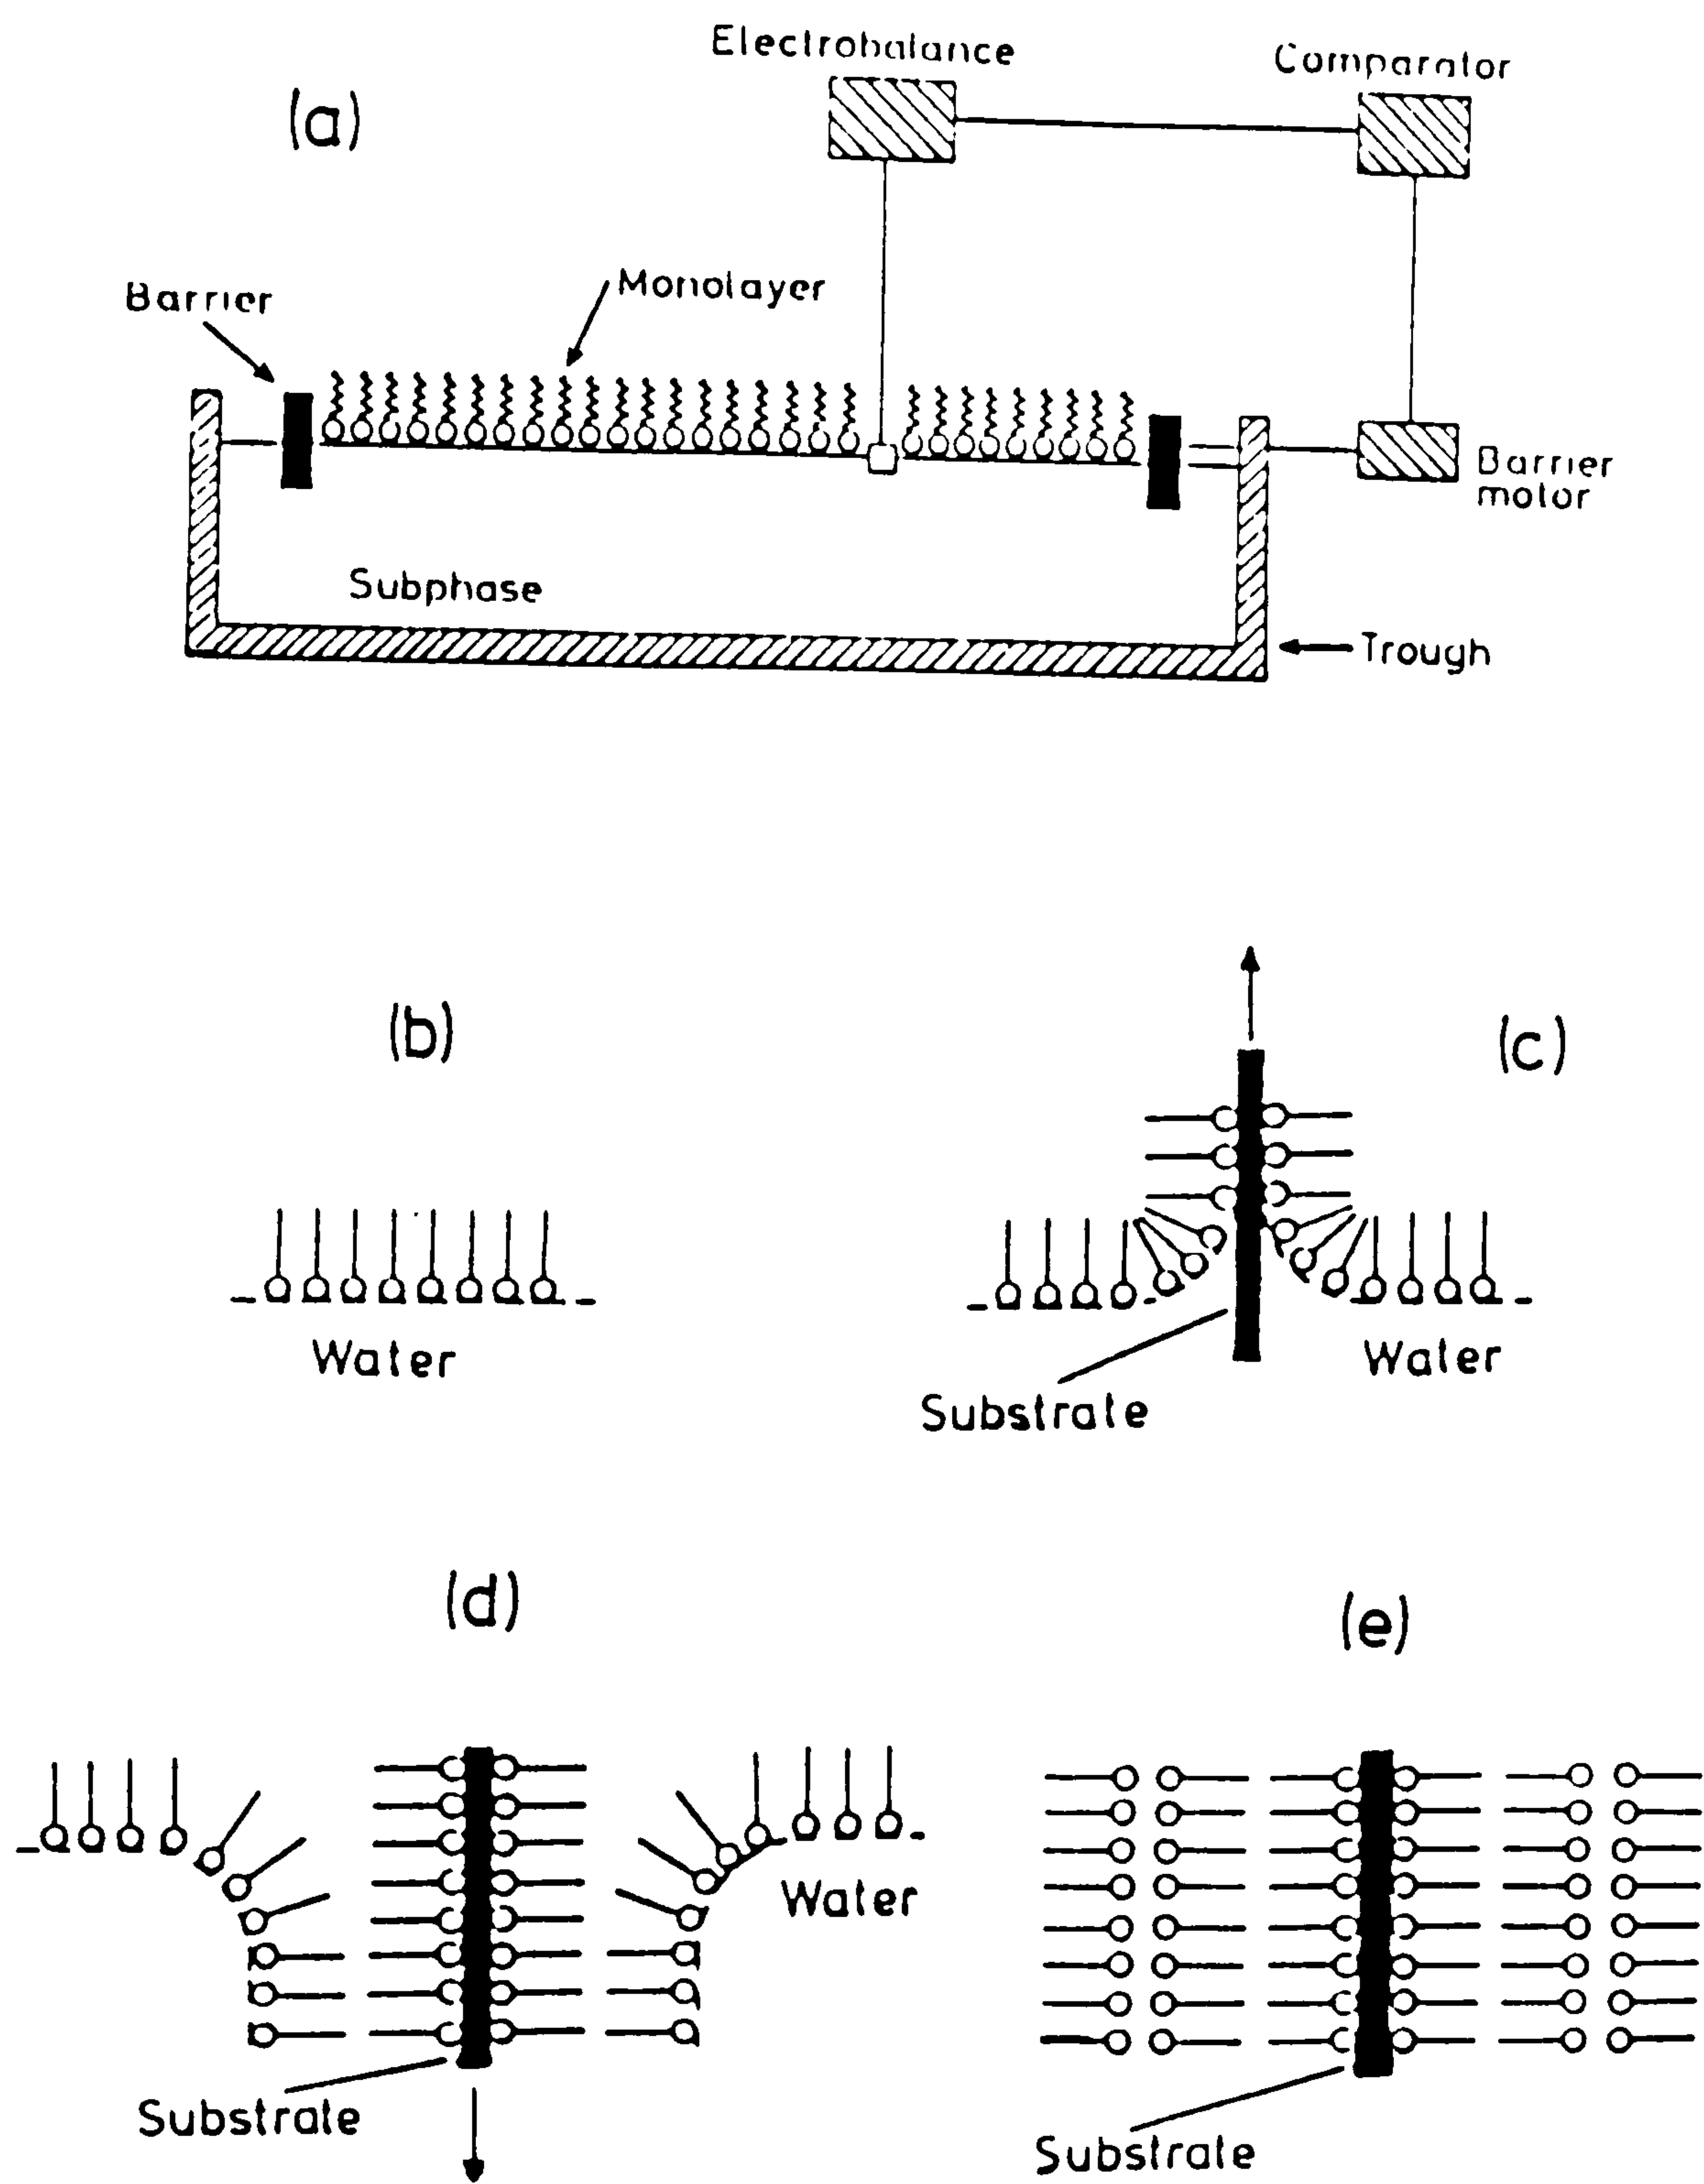 Electrobalance
Comparator
(a)
Barrier
Monolayer
Barrier
motor
Subphase
Trough
(b)
(c)
Water
Water
Substrate
(d)
(e)
Water
Substrate
Substrate